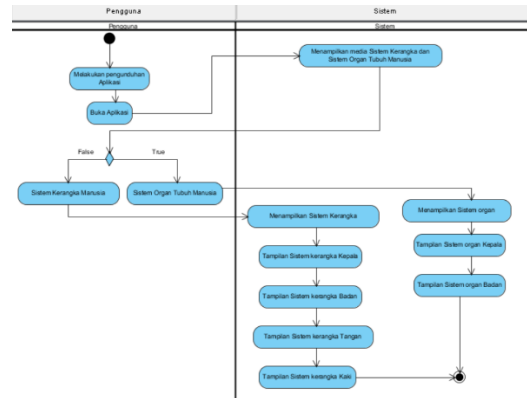 Pengguna
Sistem
Pengguna
Sistem
Melakukan pengunduhan
Aplikasi
Menampilkan media Sistem Kerangka dan
Sistem Organ Tubuh Manusia
Buka Aplikasi
False
True
Sistem Kerangka Manusia
Sistem Organ Tubuh Manusia
Menampilkan Sistem Kerangka
Menampilkan Sistem organ
Tampilan Sistem kerangka Kepala
Tampilan Sistem organ Kepala
Tampilan Sistem kerangka Badan
Tampilan Sistem organ Badan
Tampilan Sistem kerangka Tangan
Tampilan Sistem kerangka Kaki